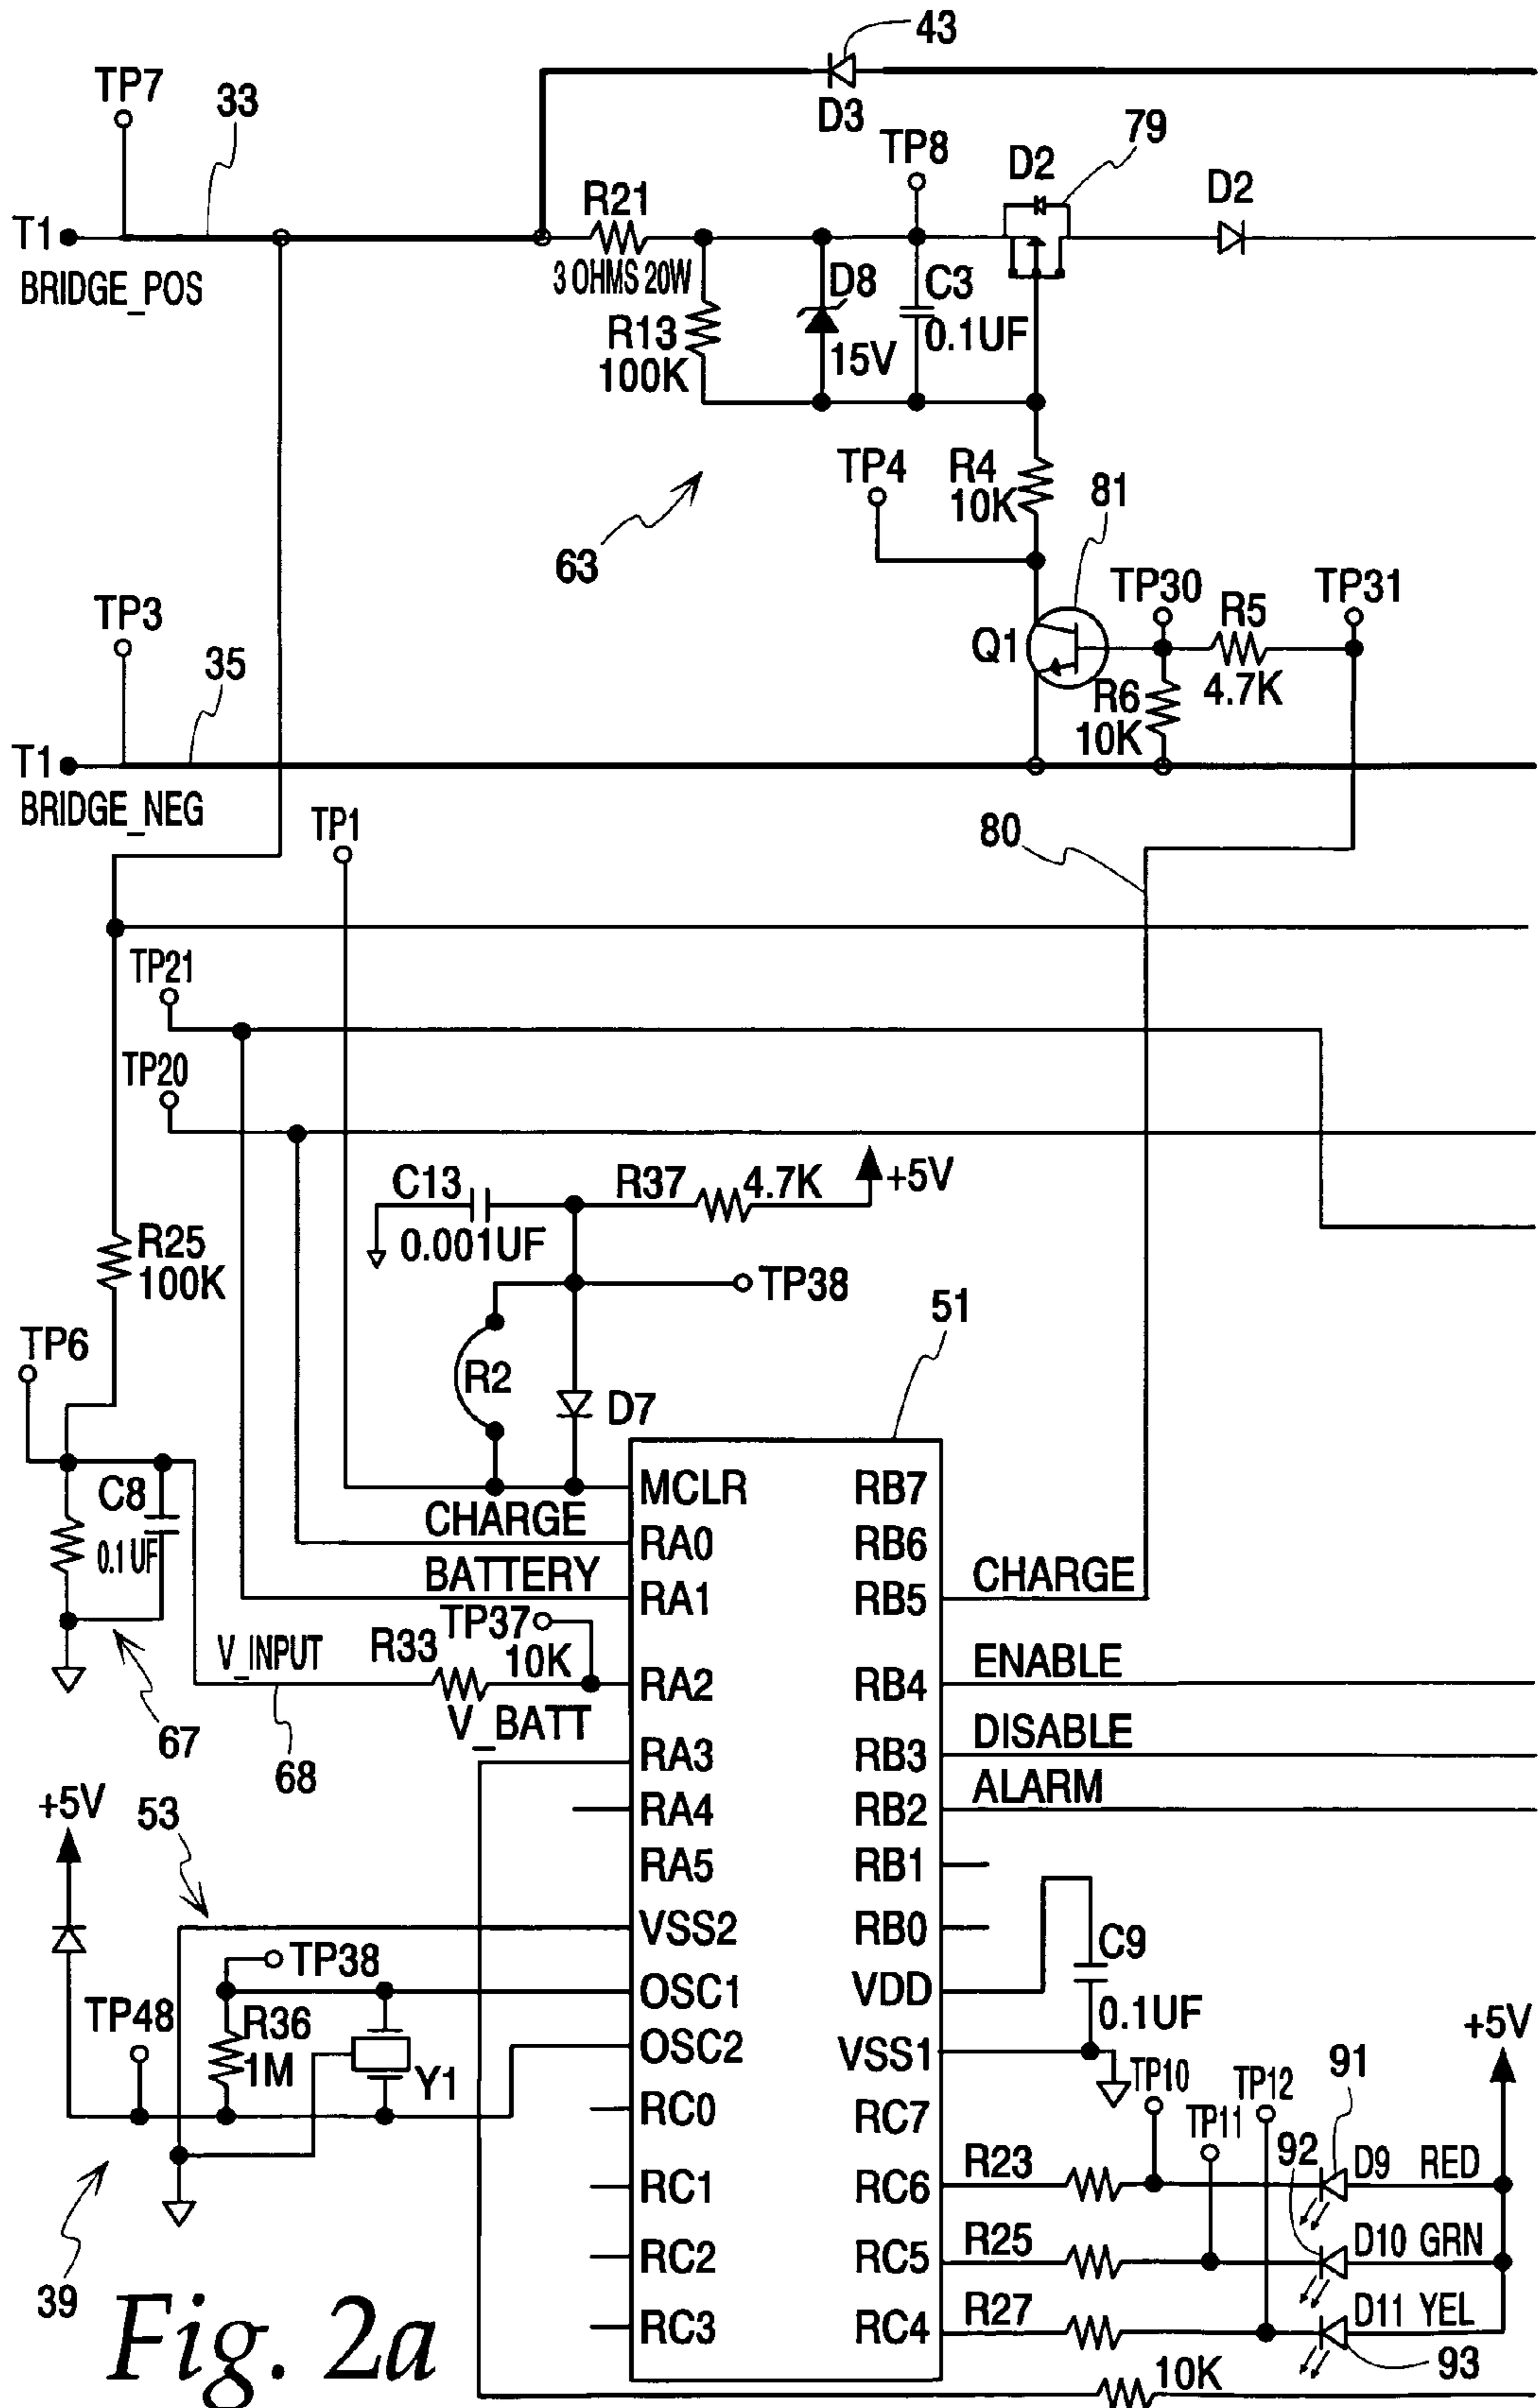 43
TP7
33
D3
79
TP8
D2
D2
R21
T1
3 OHMS 20W
BRIDGE_POS
D8
C3
R13
0.1UF
100K
15V
TP4
R4
10K
81
63
TP30
TP31
TP3
R5
Q1
35
4.7K
R6
10K
T1
BRIDGE_NEG
TP1
80
TP21
TP20
C13
R37
4.7K
+5V
0.001UF
R25
100K
TP38
51
TP6
R2
D7
C8
0.1 UF
MCLR
RB7
CHARGE
RA0
RB6
BATTERY
RA1
RB5
CHARGE
TP37
V_INPUT
R33
10K
RA2
RB4
ENABLE
V_BATT
67
68
RA3
RB3
DISABLE
+5V
53
RA4
RB2
ALARM
RA5
RB1
VSS2
RB0
C9
TP38
OSC1
VDD
0.1UF
TP48
R36
1M
Y1
OSC2
VSS1
+5V
TP10
TP12
91
RC0
RC7
TP11
92
RC1
RC6
R23
D9 RED
RC2
RC5
R25
D10 GRN
39
RC3
RC4
R27
D11 YEL
93
10K
Fig. 2a